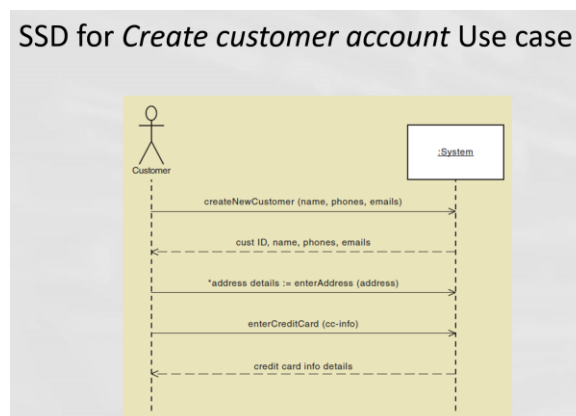 SSD for Create customer account Use case
:System
Customer
createNewCustomer (name, phones, emails)
cust ID, name, phones, emails
*address details := enterAddress (address)
enterCreditCard (cc-info)
credit card info details